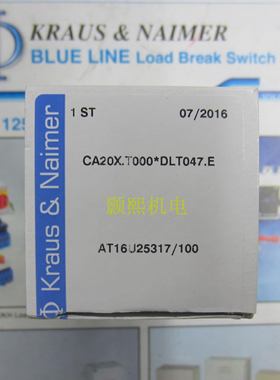 KRAUS & NAIMER
BLUE LINE Load Break Switch
125
Kraus & Naimer
1 ST 07/2016
CA20X.T000*DLT047.E
颢熙机电
AT16U25317/100